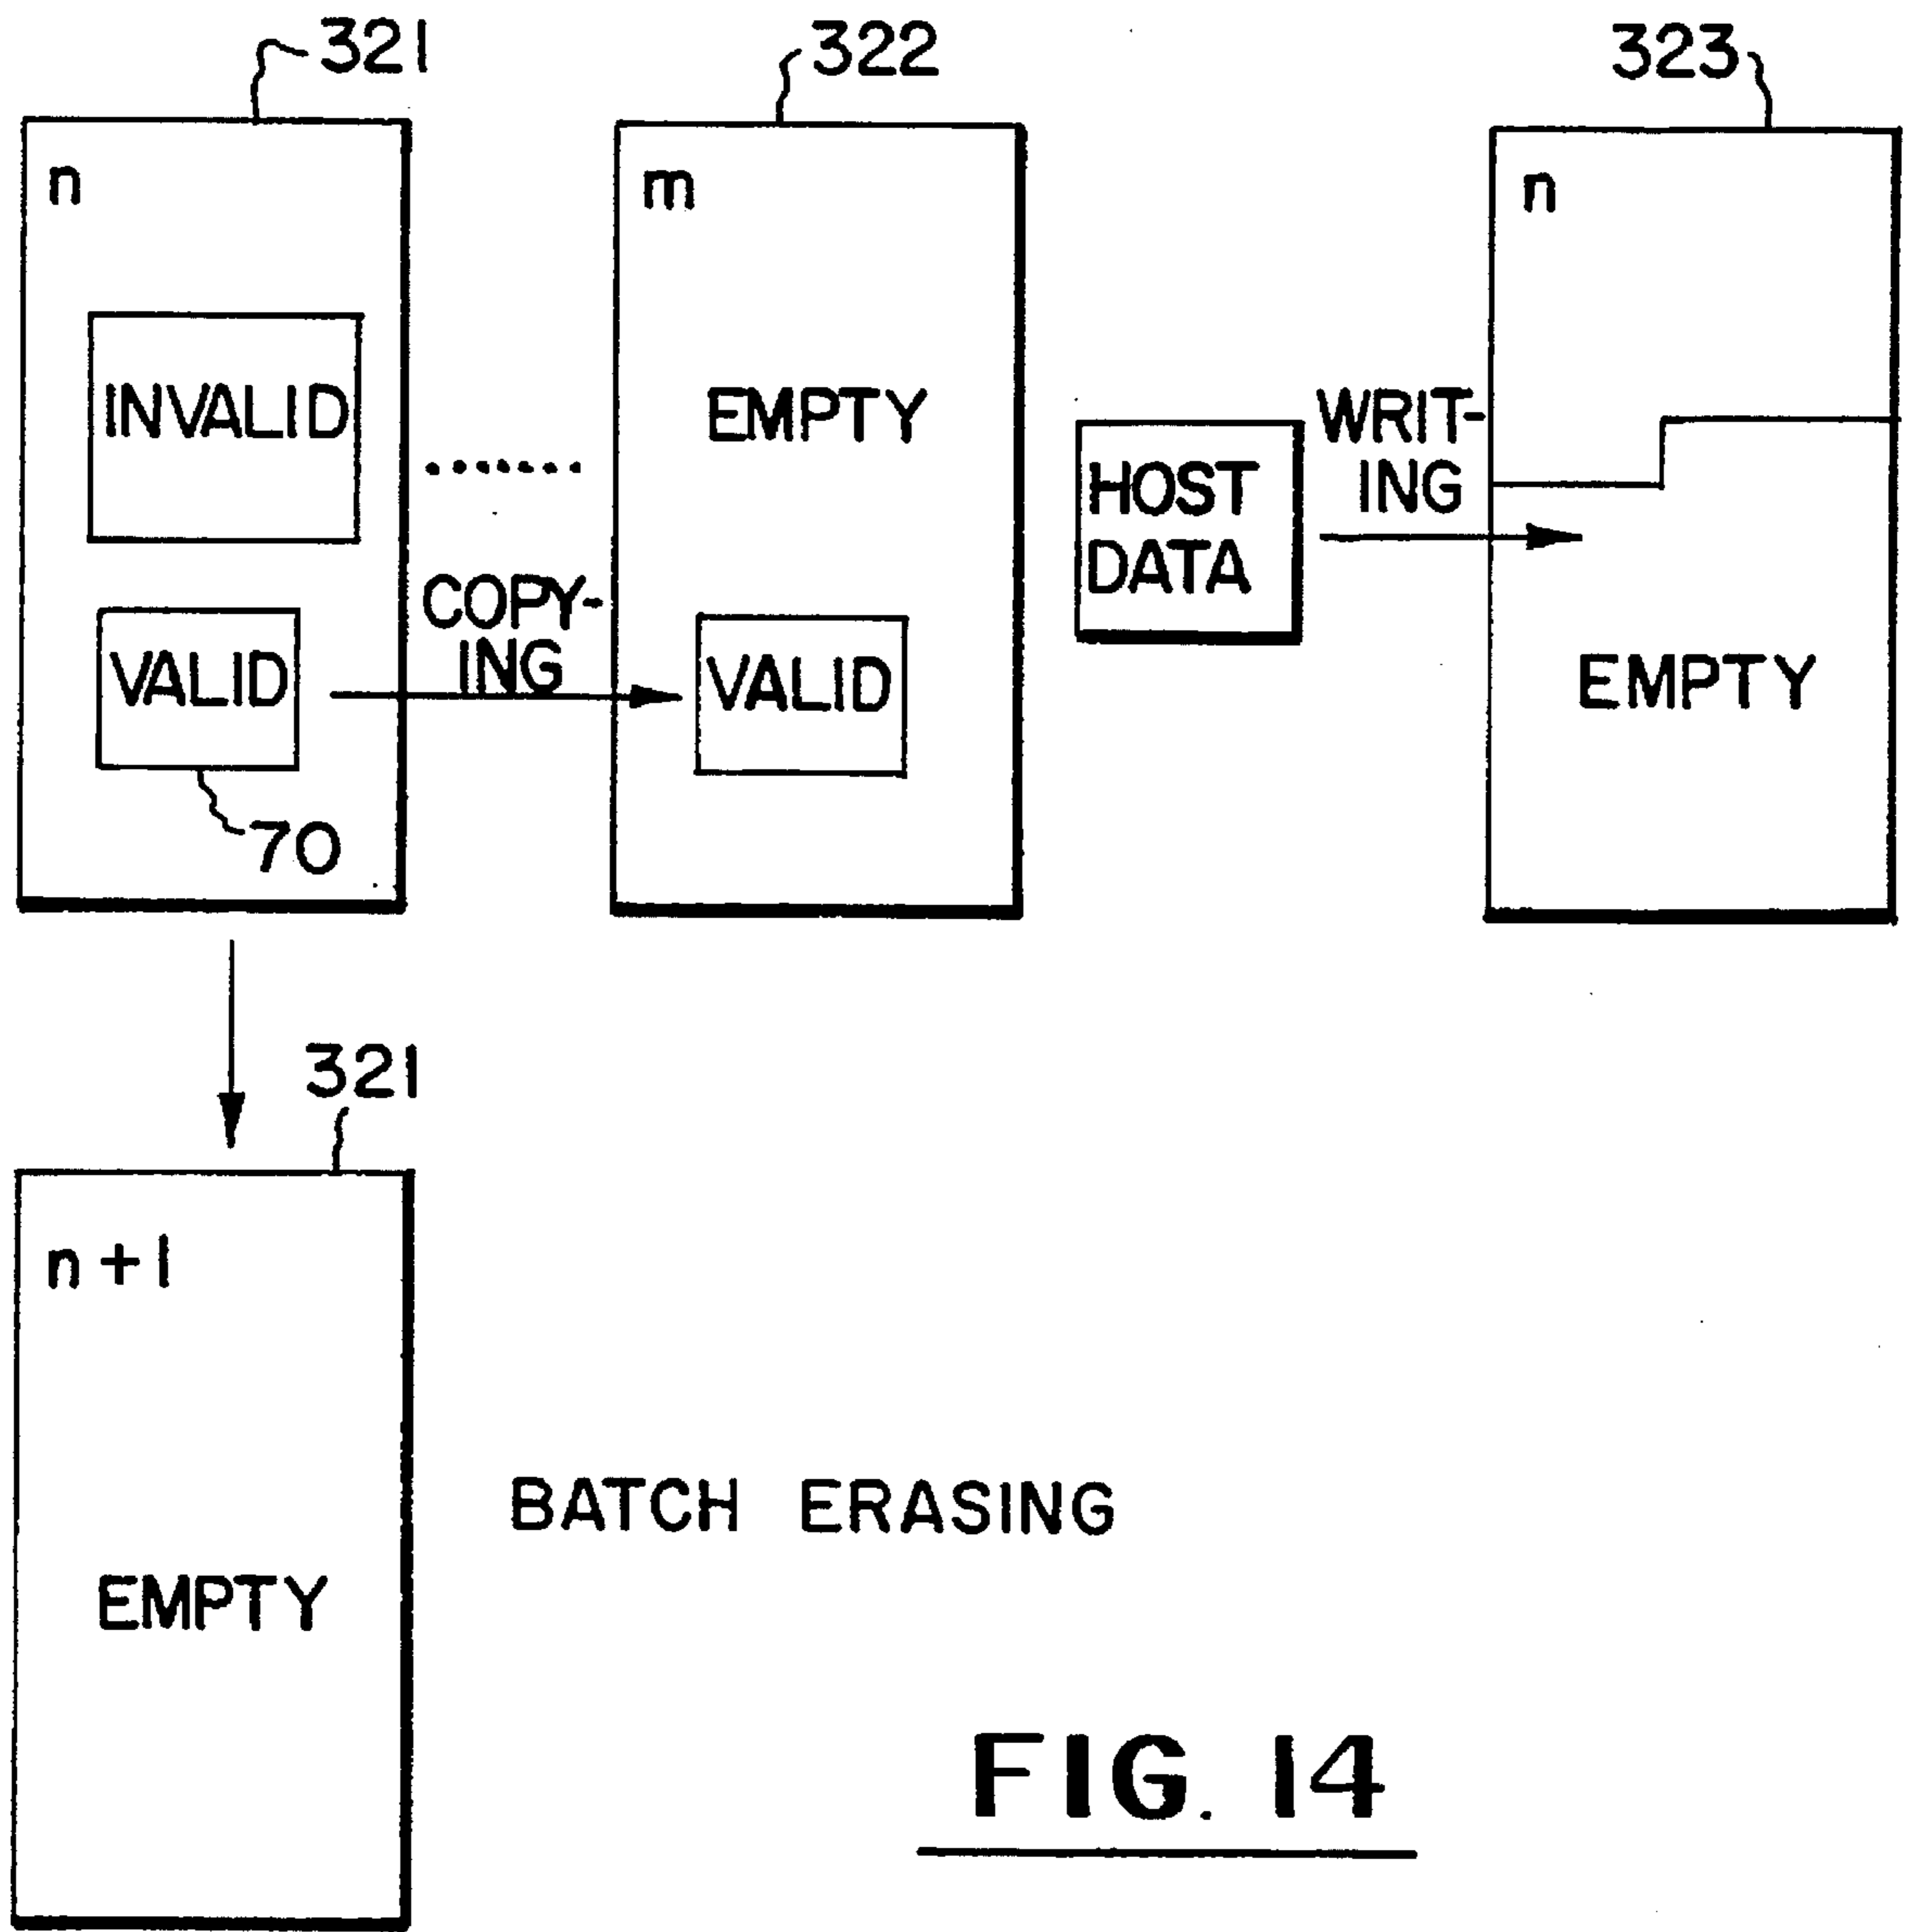 321
322
323
n
m
n
INVALID
EMPTY
.......
HOST
DATA
WRIT-
ING
COPY-
ING
VALID
VALID
EMPTY
70
321
n+1
BATCH ERASING
EMPTY
FIG. 14